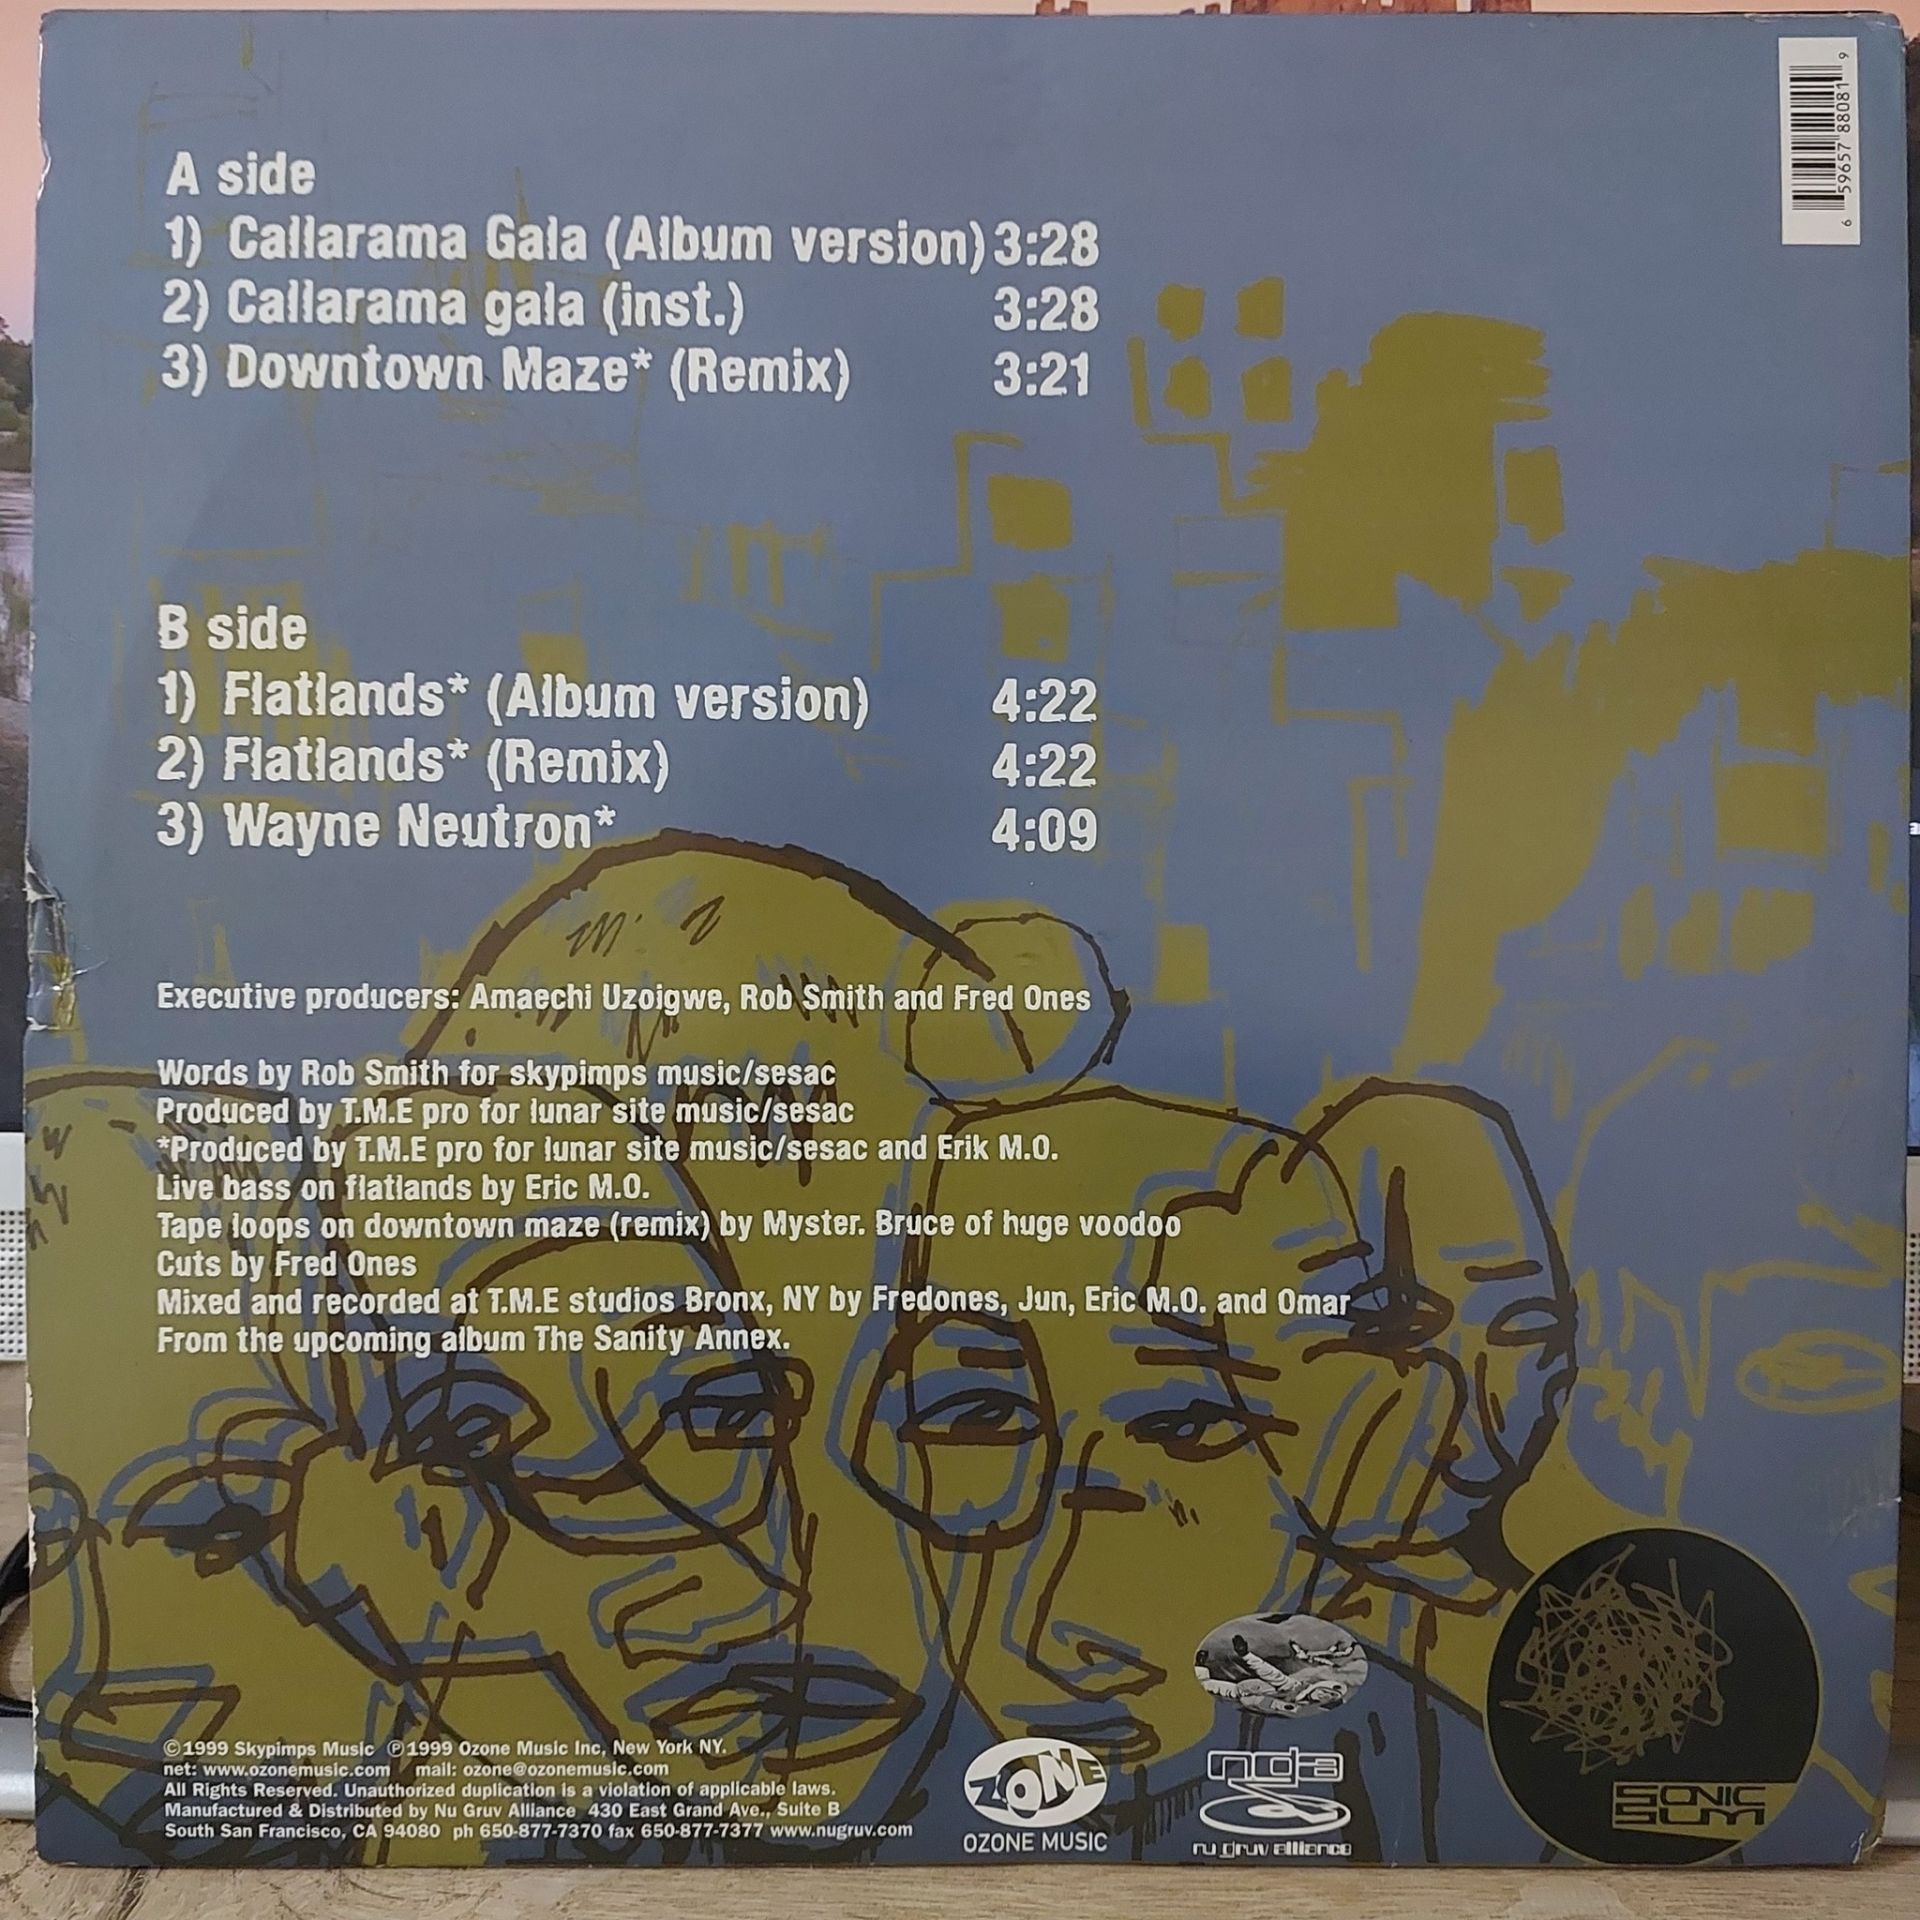 A side
1) Callarama Gala (Album version) 3:28
2) Callarama gala (inst.) 3:28
3) Downtown Maze* (Remix) 3:21
B side
1) Flatlands* (Album version) 4:22
2) Flatlands* (Remix) 4:22
3) Wayne Neutron* 4:09
Executive producers: Amaechi Uzoigwe, Rob Smith and Fred Ones
Words by Rob Smith for skypimps music/sesac
Produced by T.M.E pro for lunar site music/sesac
*Produced by T.M.E pro for lunar site music/sesac and Erik M.O.
Live bass on flatlands by Eric M.O.
Tape loops on downtown maze (remix) by Myster. Bruce of huge voodoo
Cuts by Fred Ones
Mixed and recorded at T.M.E studios Bronx, NY by Fredones, Jun, Eric M.O. and Omar
From the upcoming album The Sanity Annex.
©1999 Skypimps Music ℗1999 Ozone Music Inc, New York NY.
net: www.ozonemusic.com mail: ozone@ozonemusic.com
All Rights Reserved. Unauthorized duplication is a violation of applicable laws.
Manufactured & Distributed by Nu Gruv Alliance 430 East Grand Ave., Suite B
South San Francisco, CA 94080 ph 650-877-7370 fax 650-877-7377 www.nugruv.com
OZONE
OZONE MUSIC
nga
nu gruv alliance
SONIC
SUM
6 59657 88081 9